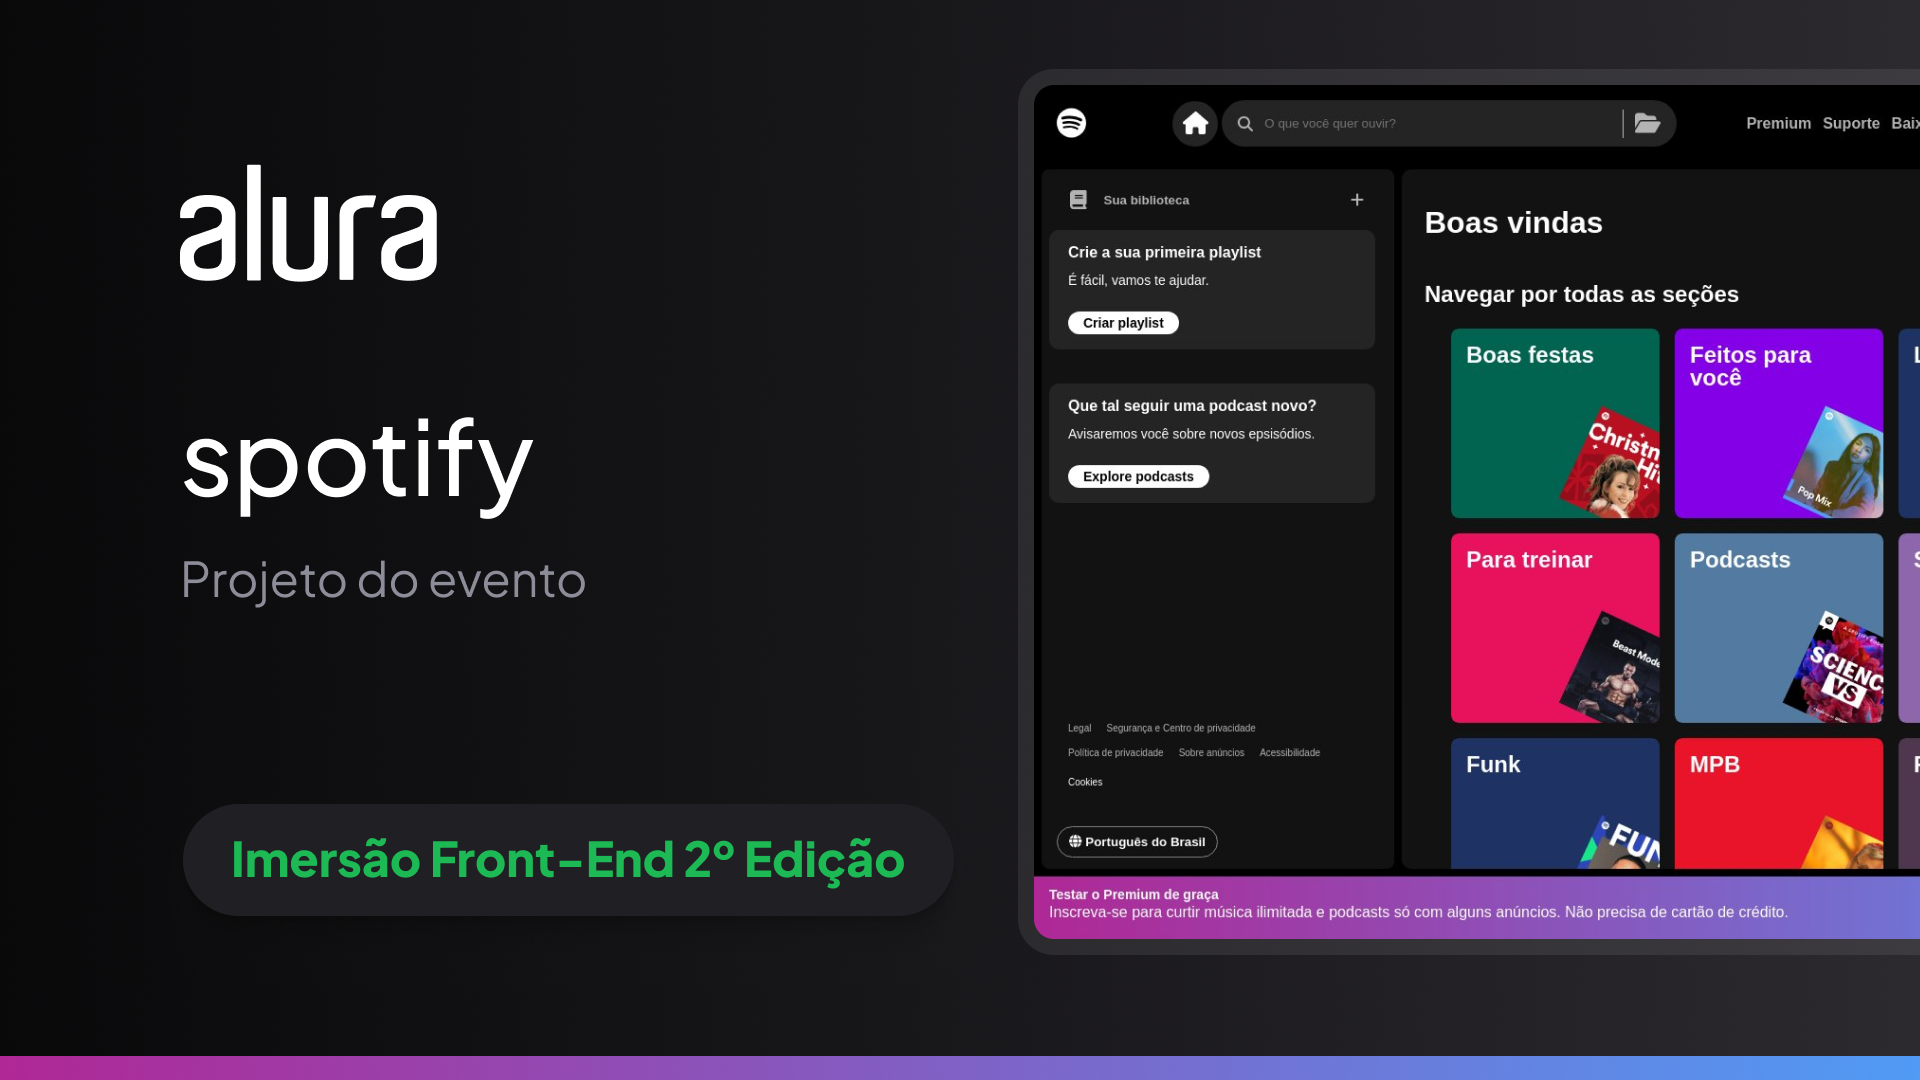 alura
spotify
Projeto do evento
Imersão Front-End 2º Edição
O que você quer ouvir?
Premium Suporte
Sua biblioteca
Crie a sua primeira playlist
É fácil, vamos te ajudar.
Criar playlist
Que tal seguir uma podcast novo?
Avisaremos você sobre novos epsisódios.
Explore podcasts
Legal Segurança e Centro de privacidade
Política de privacidade Sobre anúncios Acessibilidade
Cookies
Português do Brasil
Boas vindas
Navegar por todas as seções
Boas festas
Feitos para
você
Pop Mix
Para treinar
Beast Mode
Podcasts
VS
Funk
MPB
Testar o Premium de graça
Inscreva-se para curtir música ilimitada e podcasts só com alguns anúncios. Não precisa de cartão de crédito.